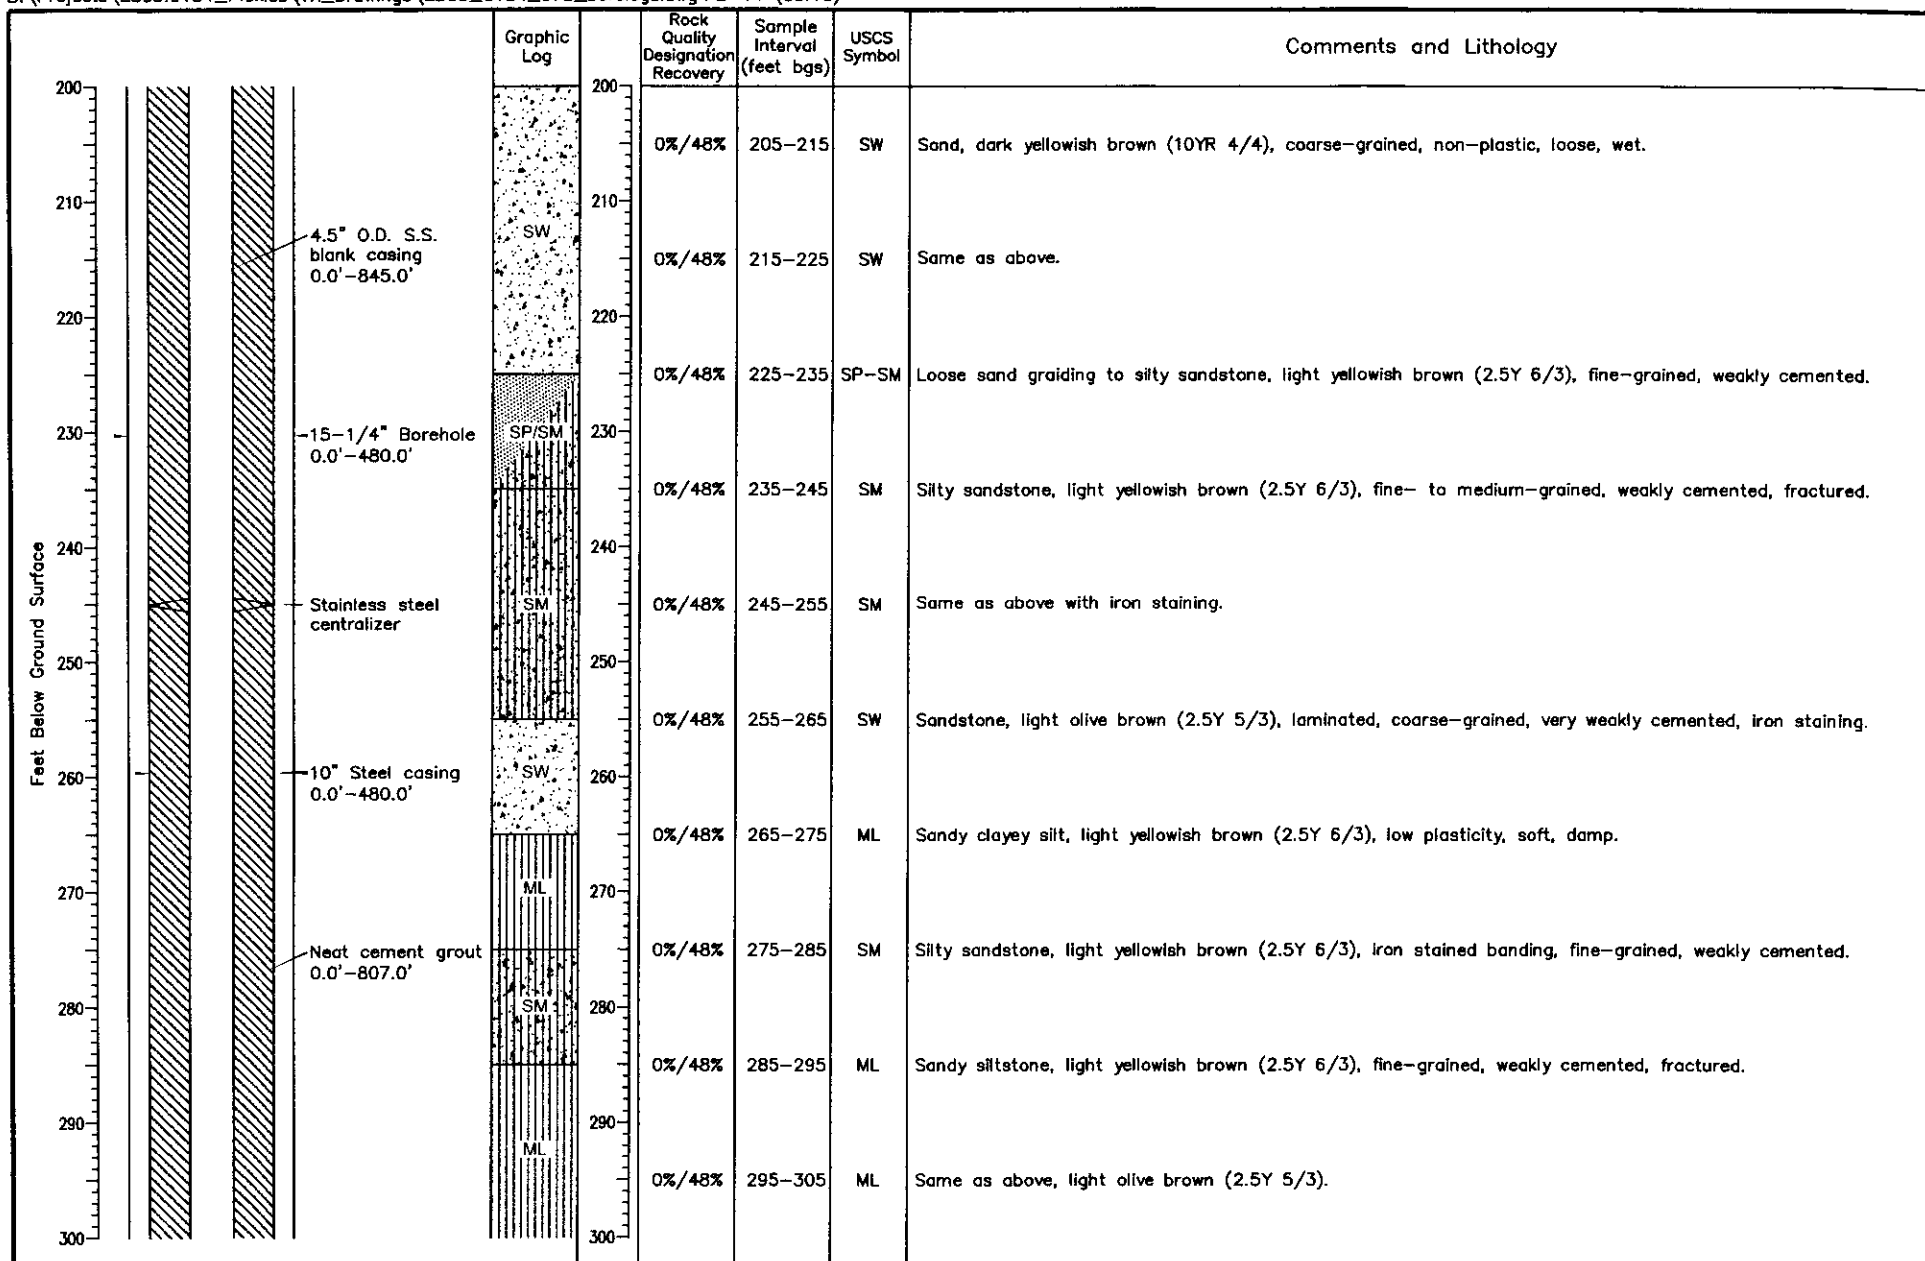 Graphic
Log
Rock
Quality
Designation
Recovery
Sample
Interval
(feet bgs)
USCS
Symbol
Comments and Lithology
Feet Below Ground Surface
200
210
220
230
240
250
260
270
280
290
300
4.5" O.D. S.S.
blank casing
0.0'-845.0'
15-1/4" Borehole
0.0'-480.0'
Stainless steel
centralizer
10" Steel casing
0.0'-480.0'
Neat cement grout
0.0'-807.0'
SW
SP/SM
SM
SW
ML
SM
ML
200
210
220
230
240
250
260
270
280
290
300
0%/48% 205-215 SW Sand, dark yellowish brown (10YR 4/4), coarse-grained, non-plastic, loose, wet.
0%/48% 215-225 SW Same as above.
0%/48% 225-235 SP-SM Loose sand graiding to silty sandstone, light yellowish brown (2.5Y 6/3), fine-grained, weakly cemented.
0%/48% 235-245 SM Silty sandstone, light yellowish brown (2.5Y 6/3), fine- to medium-grained, weakly cemented, fractured.
0%/48% 245-255 SM Same as above with iron staining.
0%/48% 255-265 SW Sandstone, light olive brown (2.5Y 5/3), laminated, coarse-grained, very weakly cemented, iron staining.
0%/48% 265-275 ML Sandy clayey silt, light yellowish brown (2.5Y 6/3), low plasticity, soft, damp.
0%/48% 275-285 SM Silty sandstone, light yellowish brown (2.5Y 6/3), iron stained banding, fine-grained, weakly cemented.
0%/48% 285-295 ML Sandy siltstone, light yellowish brown (2.5Y 6/3), fine-grained, weakly cemented, fractured.
0%/48% 295-305 ML Same as above, light olive brown (2.5Y 5/3).